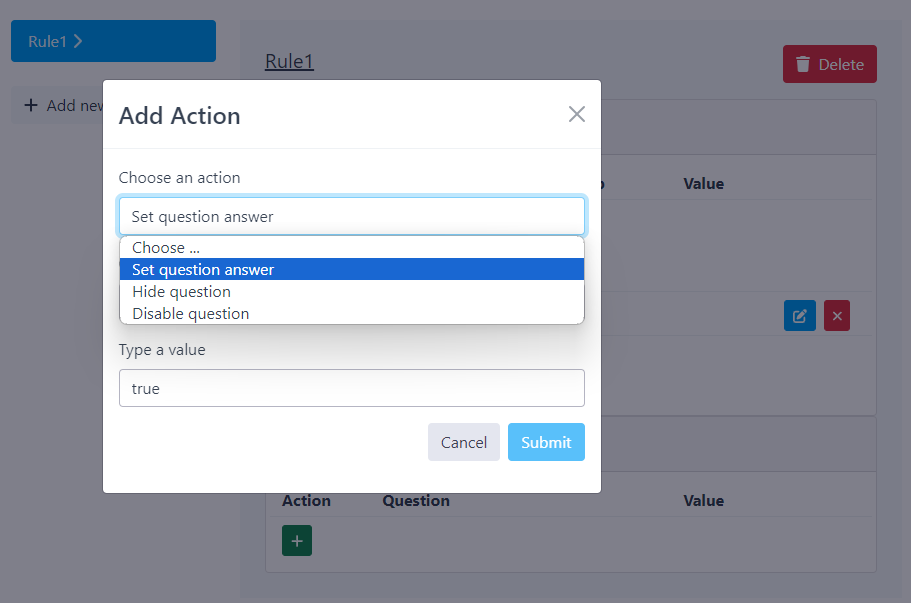 Rule1
Rule1
Delete
Add new
Add Action
Choose an action
Value
Set question answer
Choose ...
Set question answer
Hide question
Disable question
Type a value
true
Cancel
Submit
Action Question Value